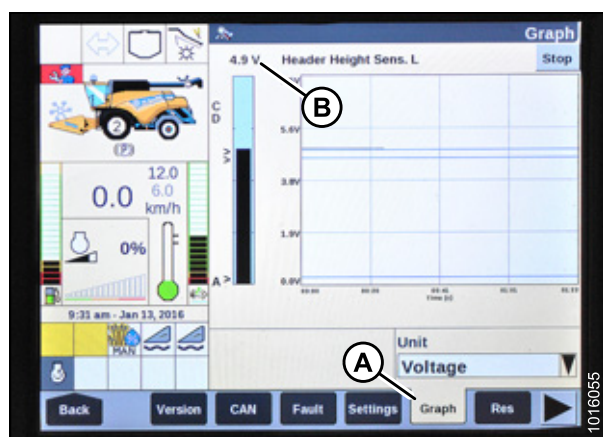 Graph
4.9 V Header Height Sens. L Stop
B
C
D
5.6V
3.8V
1.9V
A
0.0V
Time (s)
12.0
6.0
0.0 km/h
2
(P)
0%
9:31 am - Jan 13, 2016
MAN
Unit
A
Voltage
Back Version CAN Fault Settings Graph Res
1016055